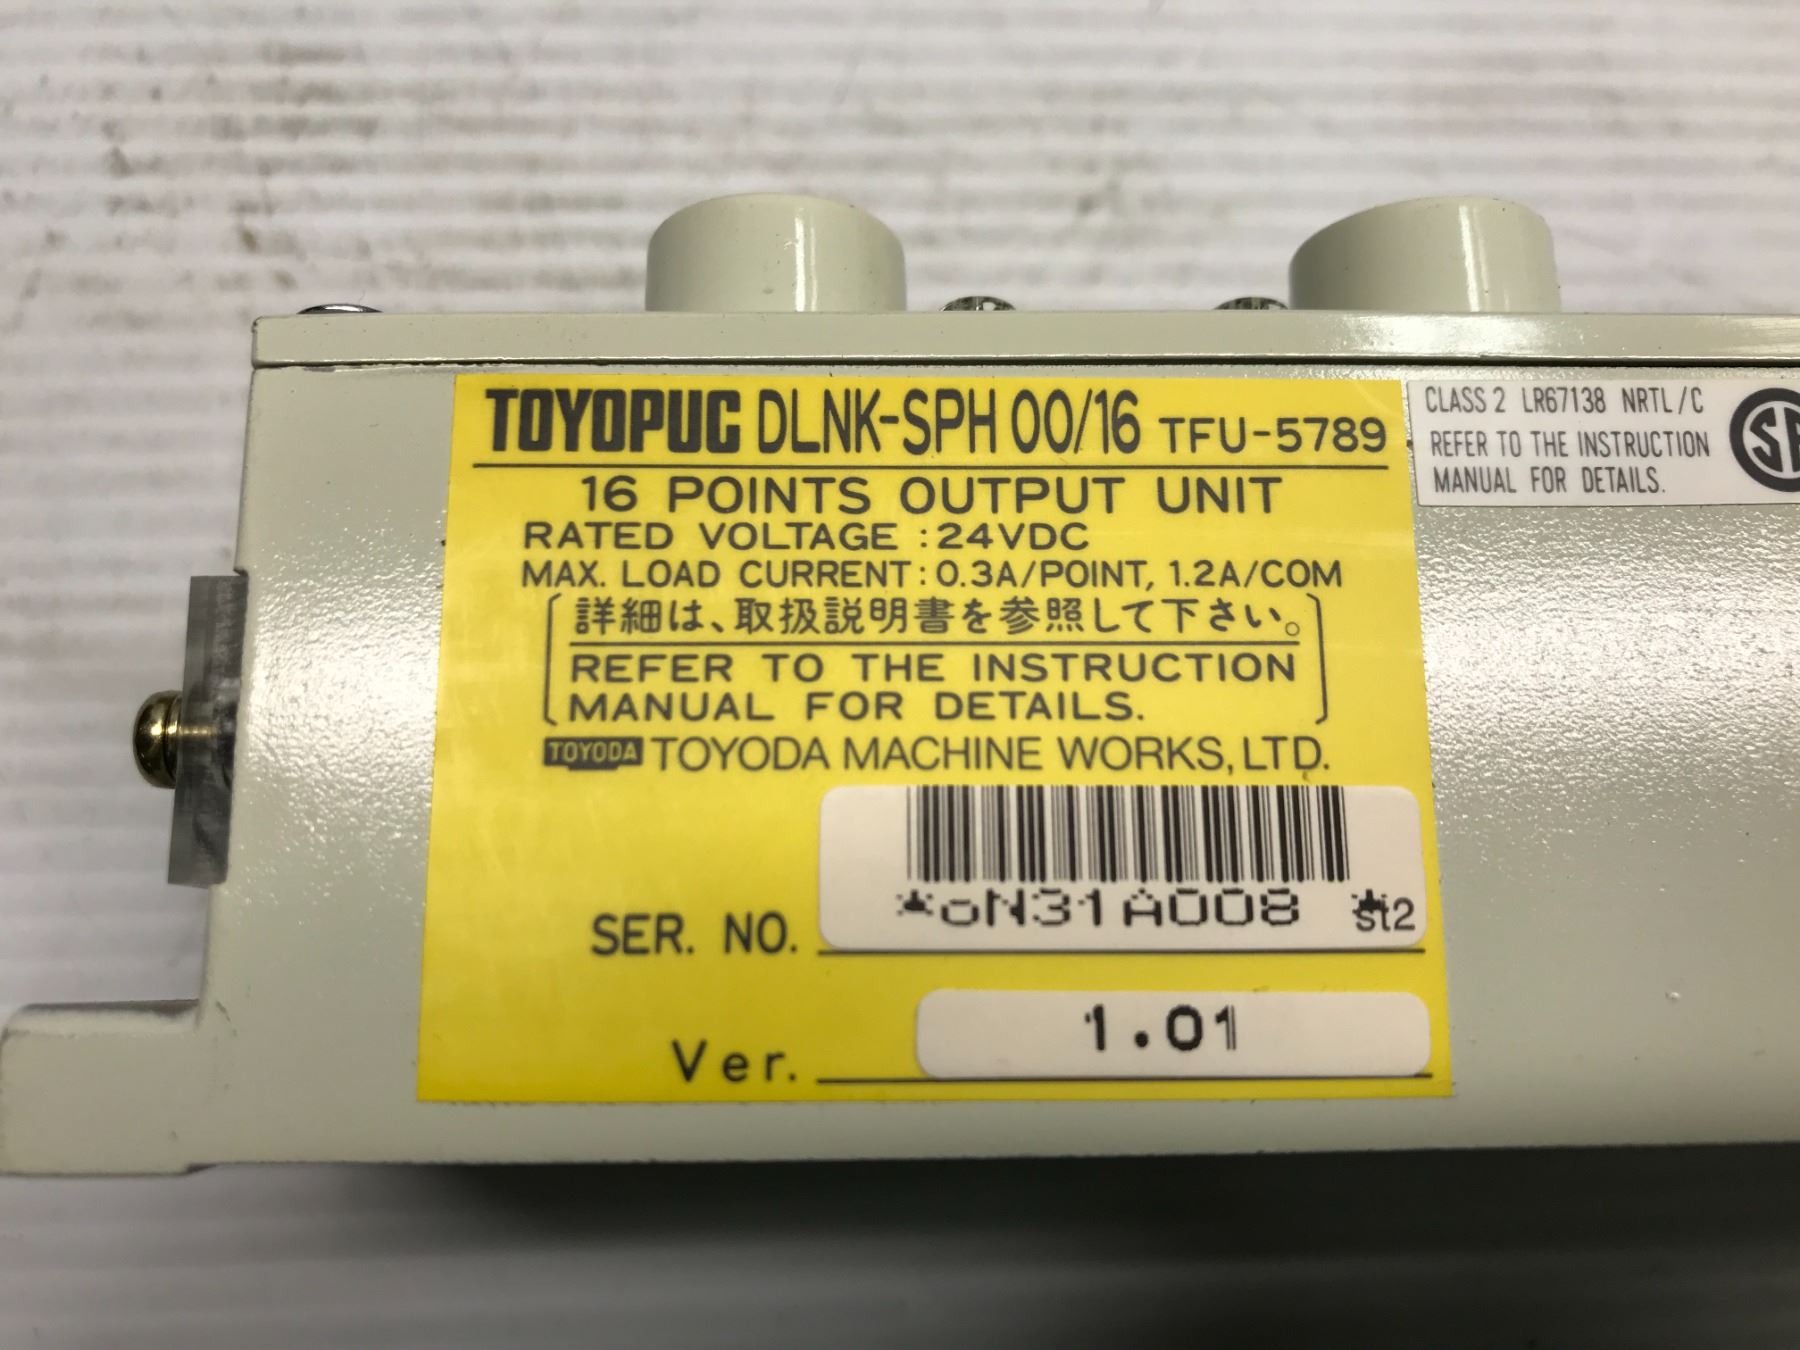 TOYOPUC DLNK-SPH 00/16 TFU-5789
16 POINTS OUTPUT UNIT
RATED VOLTAGE : 24VDC
MAX. LOAD CURRENT : 0.3A/POINT, 1.2A/COM
詳細は、取扱説明書を参照して下さい。
REFER TO THE INSTRUCTION
MANUAL FOR DETAILS.
TOYODA TOYODA MACHINE WORKS, LTD.
SER. NO. *oN31A008 *st2
Ver. 1.01
CLASS 2 LR67138 NRTL/C
REFER TO THE INSTRUCTION
MANUAL FOR DETAILS.